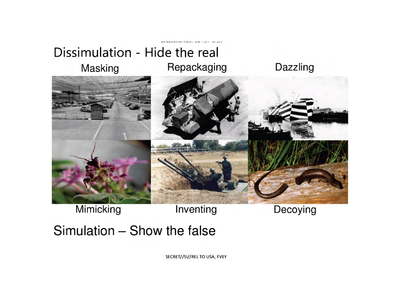 Dissimulation - Hide the real
Masking
Repackaging
Dazzling
Mimicking
Inventing
Decoying
Simulation – Show the false
SECRET//SI//REL TO USA, FVEY